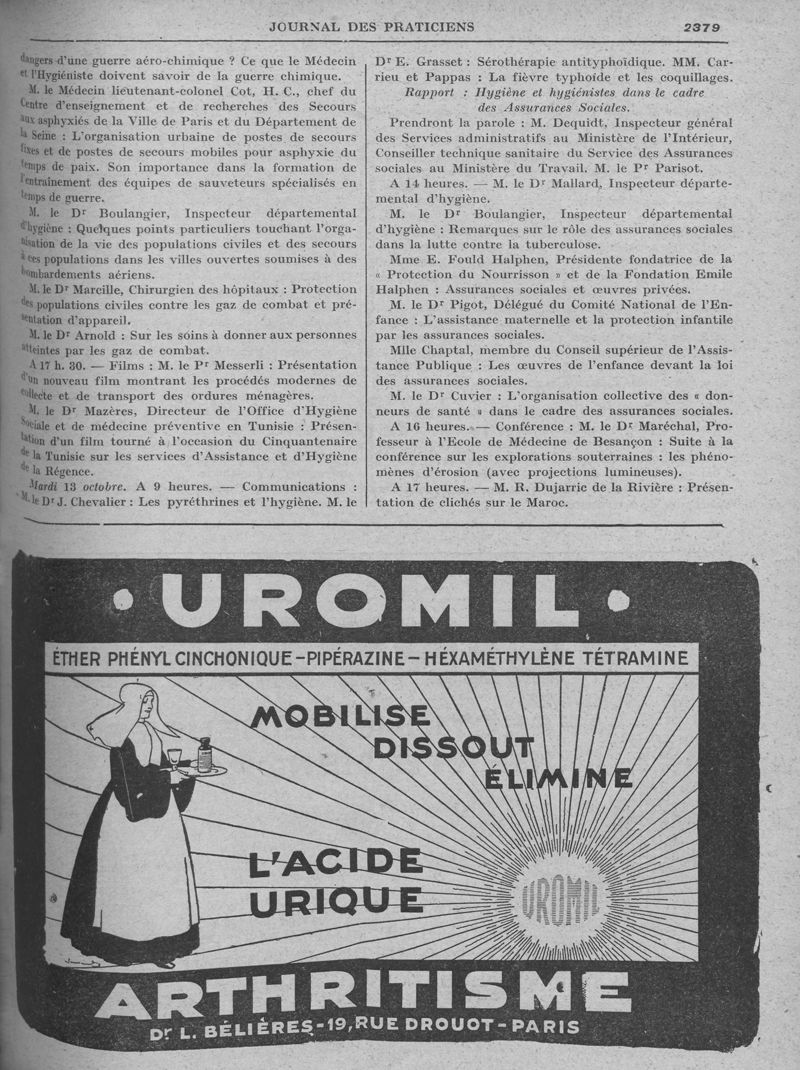 JOURNAL DES PRATICIENS 2379
dangers d'une guerre aéro-chimique ? Ce que le Médecin
et l'Hygiéniste doivent savoir de la guerre chimique.
M. le Médecin lieutenant-colonel Cot, H. C., chef du
Centre d'enseignement et de recherches des Secours
aux asphyxiés de la Ville de Paris et du Département de
la Seine : L'organisation urbaine de postes de secours
fixes et de postes de secours mobiles pour asphyxie du
temps de paix. Son importance dans la formation de
l'entraînement des équipes de sauveteurs spécialisés en
temps de guerre.
M. le Dr Boulangier, Inspecteur départemental
d'hygiène : Quelques points particuliers touchant l'orga-
nisation de la vie des populations civiles et des secours
à ces populations dans les villes ouvertes soumises à des
bombardements aériens.
M. le Dr Marcille, Chirurgien des hôpitaux : Protection
des populations civiles contre les gaz de combat et pré-
sentation d'appareil.
M. le Dr Arnold : Sur les soins à donner aux personnes
atteintes par les gaz de combat.
A 17 h. 30. — Films : M. le Pr Messerli : Présentation
d'un nouveau film montrant les procédés modernes de
collecte et de transport des ordures ménagères.
M. le Dr Mazères, Directeur de l'Office d'Hygiène
Sociale et de médecine préventive en Tunisie : Présen-
tation d'un film tourné à l'occasion du Cinquantenaire
de la Tunisie sur les services d'Assistance et d'Hygiène
de la Régence.
Mardi 13 octobre. A 9 heures. — Communications :
M. le Dr J. Chevalier : Les pyréthrines et l'hygiène. M. le
Dr E. Grasset : Sérothérapie antityphoïdique. MM. Car-
rieu et Pappas : La fièvre typhoïde et les coquillages.
Rapport : Hygiène et hygiénistes dans le cadre
des Assurances Sociales.
Prendront la parole : M. Dequidt, Inspecteur général
des Services administratifs au Ministère de l'Intérieur,
Conseiller technique sanitaire du Service des Assurances
sociales au Ministère du Travail. M. le Pr Parisot.
A 14 heures. — M. le Dr Mallard, Inspecteur départe-
mental d'hygiène.
M. le Dr Boulangier, Inspecteur départemental
d'hygiène : Remarques sur le rôle des assurances sociales
dans la lutte contre la tuberculose.
Mme E. Fould Halphen, Présidente fondatrice de la
« Protection du Nourrisson » et de la Fondation Emile
Halphen : Assurances sociales et œuvres privées.
M. le Dr Pigot, Délégué du Comité National de l'En-
fance : L'assistance maternelle et la protection infantile
par les assurances sociales.
Mlle Chaptal, membre du Conseil supérieur de l'Assis-
tance Publique : Les œuvres de l'enfance devant la loi
des assurances sociales.
M. le Dr Cuvier : L'organisation collective des « don-
neurs de santé » dans le cadre des assurances sociales.
A 16 heures. — Conférence : M. le Dr Maréchal, Pro-
fesseur à l'Ecole de Médecine de Besançon : Suite à la
conférence sur les explorations souterraines : les phéno-
mènes d'érosion (avec projections lumineuses).
A 17 heures. — M. R. Dujarric de la Rivière : Présen-
tation de clichés sur le Maroc.
• UROMIL •
ÉTHER PHÉNYL CINCHONIQUE - PIPÉRAZINE - HÉXAMÉTHYLÈNE TÉTRAMINE
MOBILISE
DISSOUT
ÉLIMINE
L'ACIDE
URIQUE
UROMIL
ARTHRITISME
Dr L. BÉLIÈRES - 19, RUE DROUOT - PARIS